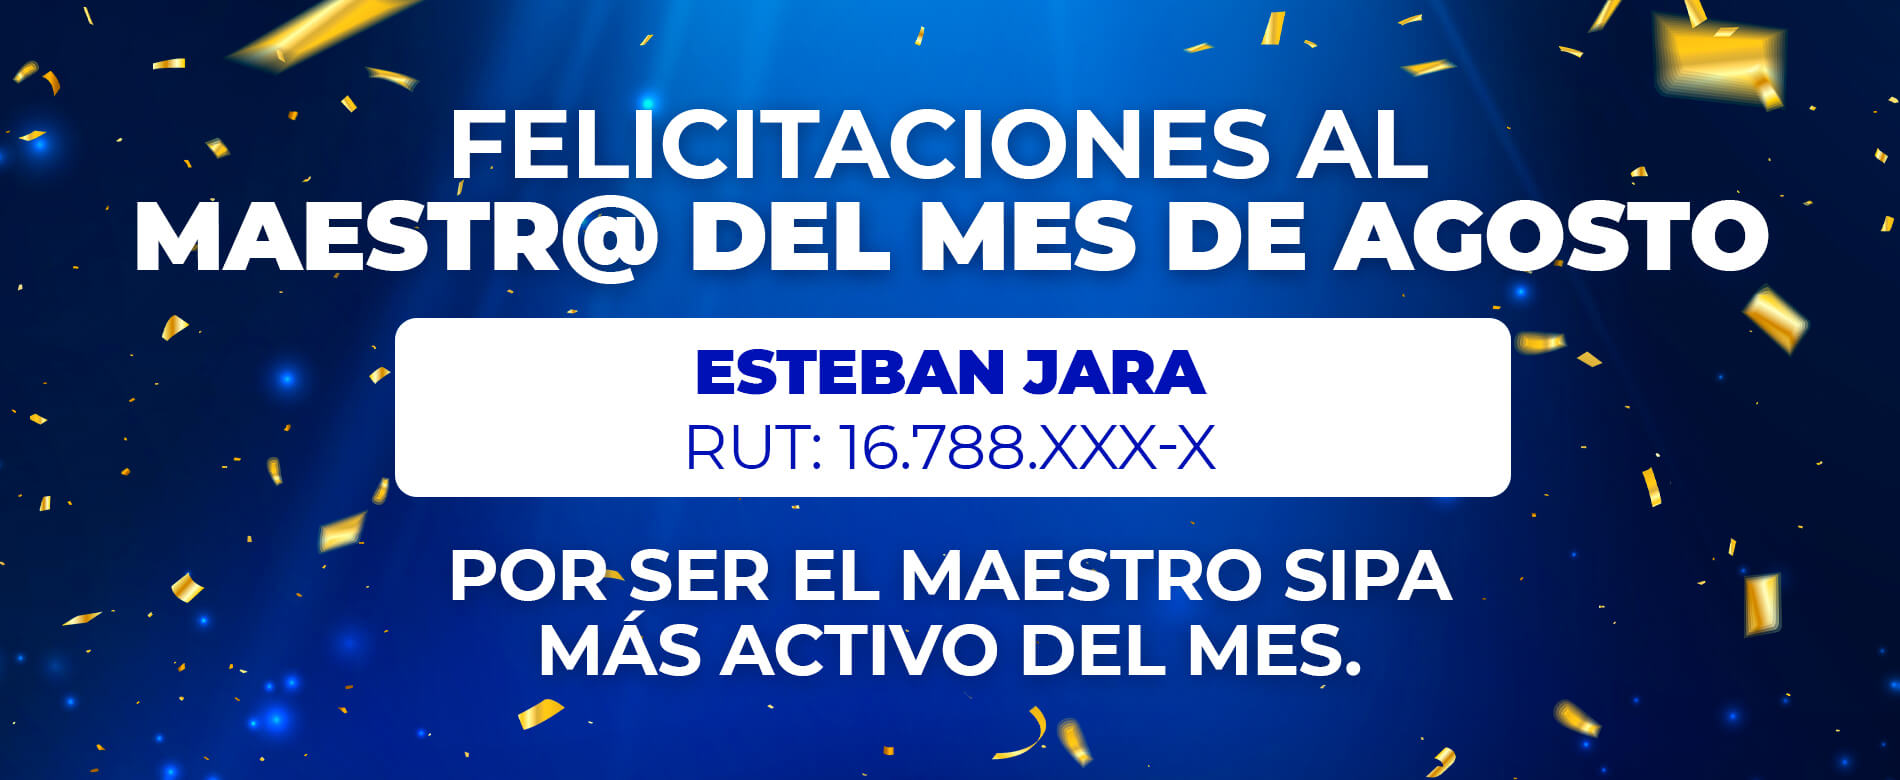 FELICITACIONES AL
MAESTR@ DEL MES DE AGOSTO
ESTEBAN JARA
RUT: 16.788.XXX-X
POR SER EL MAESTRO SIPA
MÁS ACTIVO DEL MES.